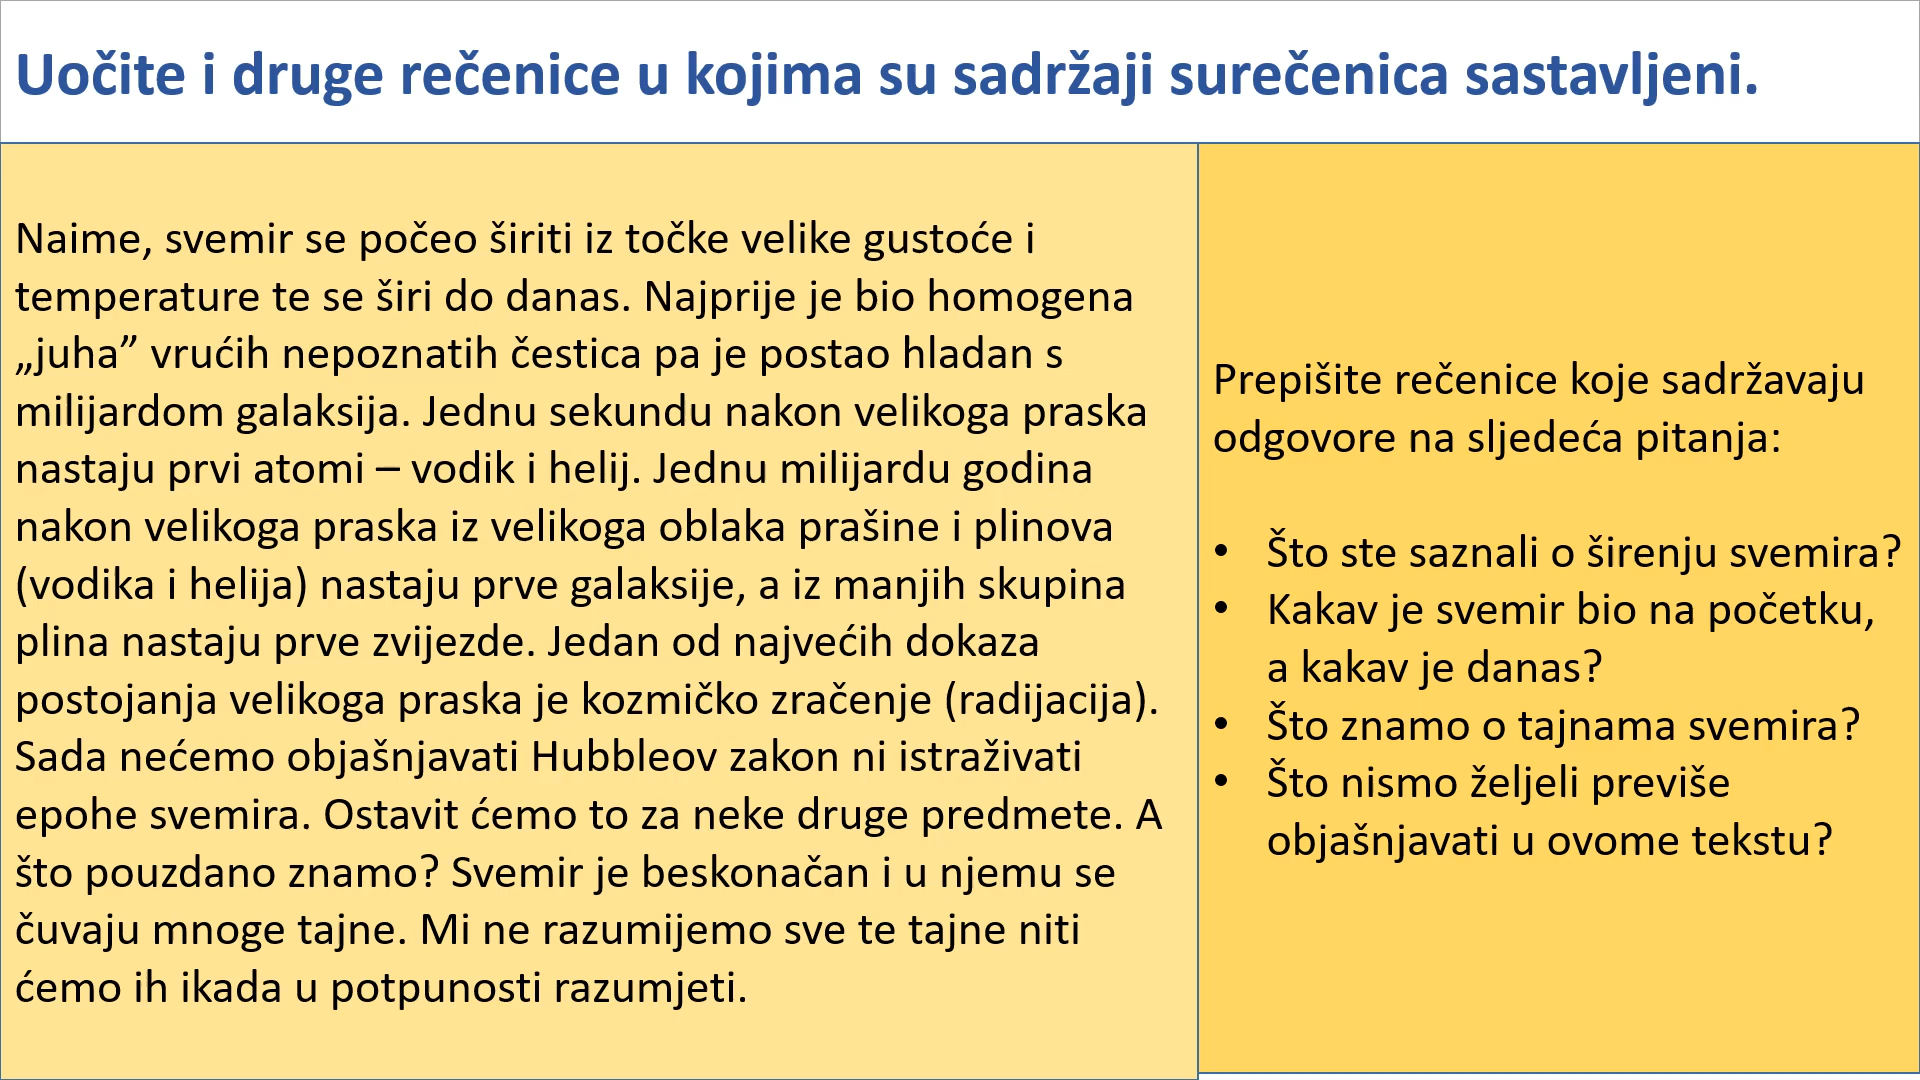 Uočite i druge rečenice u kojima su sadržaji surečenica sastavljeni.
Naime, svemir se počeo širiti iz točke velike gustoće i
temperature te se širi do danas. Najprije je bio homogena
„juha” vrućih nepoznatih čestica pa je postao hladan s
milijardom galaksija. Jednu sekundu nakon velikoga praska
nastaju prvi atomi – vodik i helij. Jednu milijardu godina
nakon velikoga praska iz velikoga oblaka prašine i plinova
(vodika i helija) nastaju prve galaksije, a iz manjih skupina
plina nastaju prve zvijezde. Jedan od najvećih dokaza
postojanja velikoga praska je kozmičko zračenje (radijacija).
Sada nećemo objašnjavati Hubbleov zakon ni istraživati
epohe svemira. Ostavit ćemo to za neke druge predmete. A
što pouzdano znamo? Svemir je beskonačan i u njemu se
čuvaju mnoge tajne. Mi ne razumijemo sve te tajne niti
ćemo ih ikada u potpunosti razumjeti.
Prepišite rečenice koje sadržavaju
odgovore na sljedeća pitanja:
• Što ste saznali o širenju svemira?
• Kakav je svemir bio na početku,
a kakav je danas?
• Što znamo o tajnama svemira?
• Što nismo željeli previše
objašnjavati u ovome tekstu?